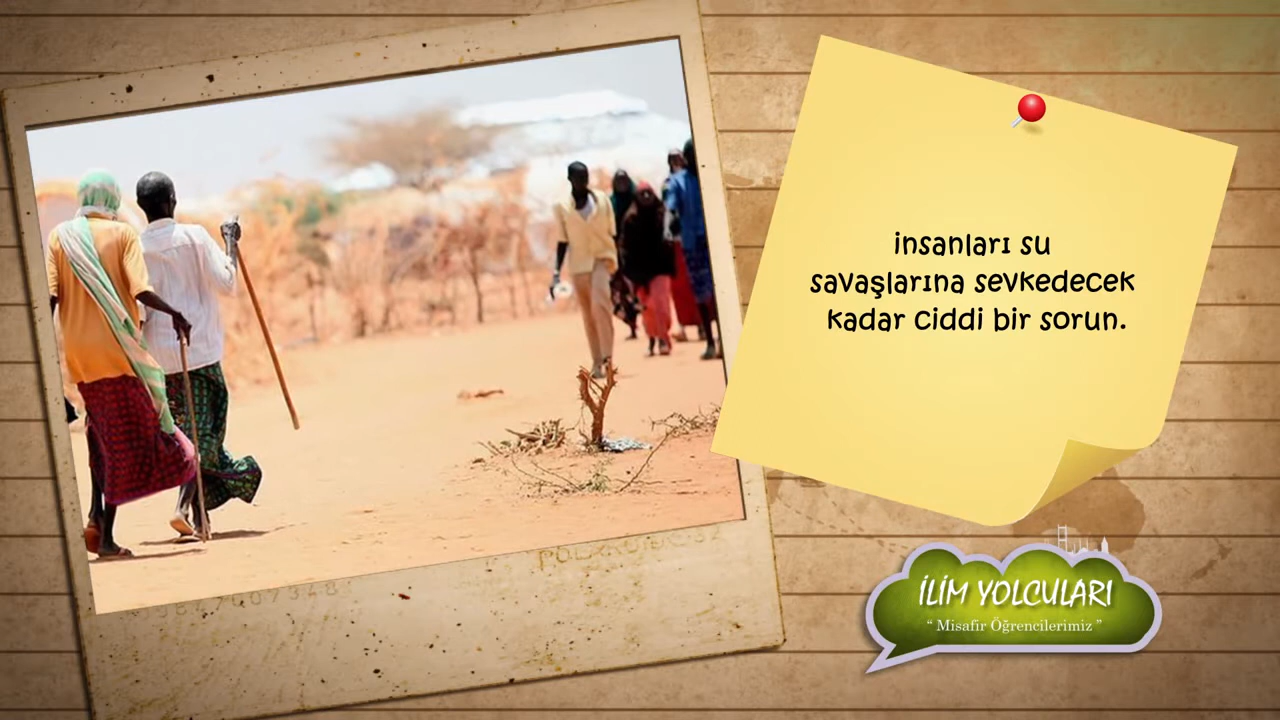 insanları su
savaşlarına sevkedecek
kadar ciddi bir sorun.
İLİM YOLCULARI
“ Misafir Öğrencilerimiz ”